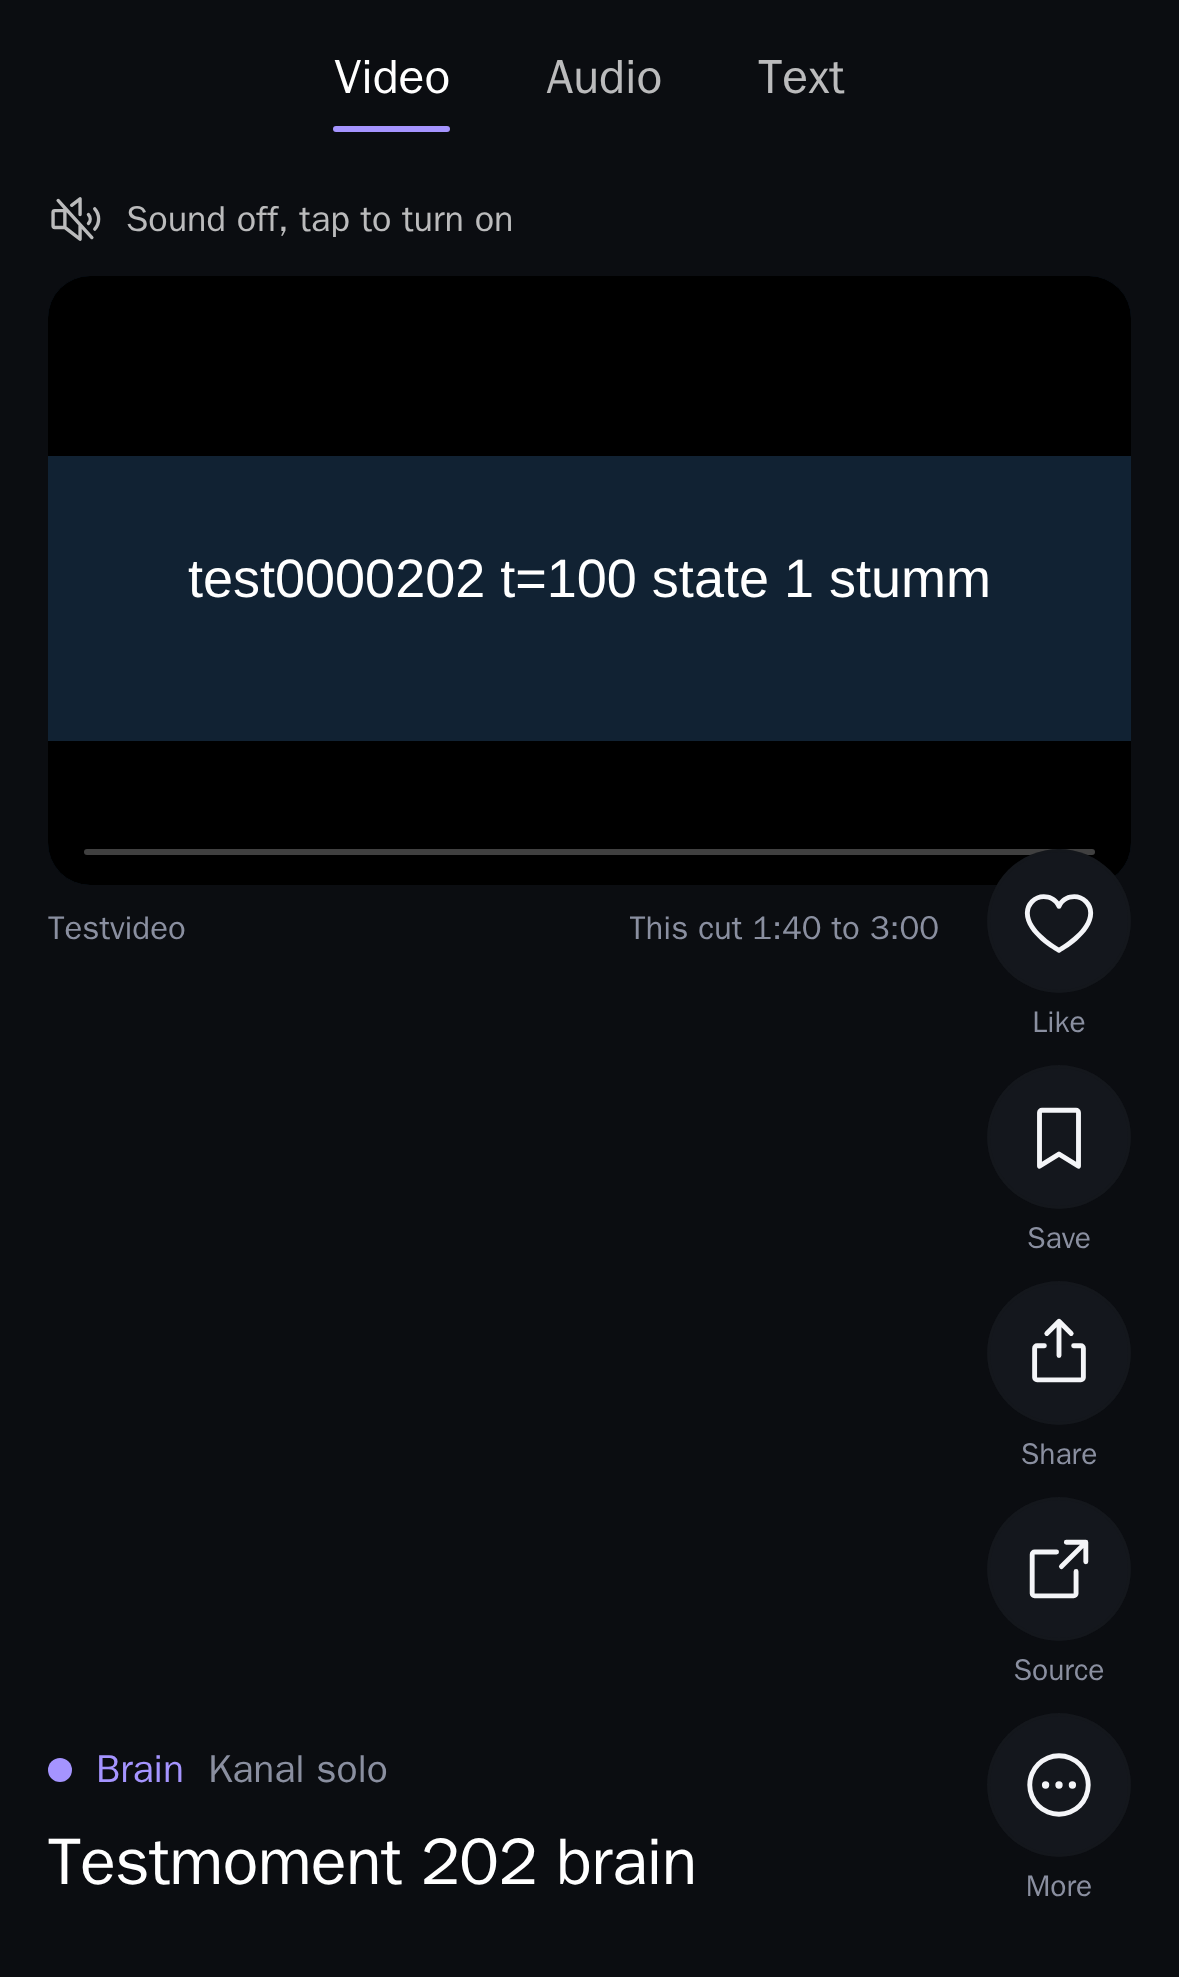 Video Audio Text
Sound off, tap to turn on
test0000202 t=100 state 1 stumm
Testvideo
This cut 1:40 to 3:00
Like
Save
Share
Source
Brain Kanal solo
Testmoment 202 brain
More